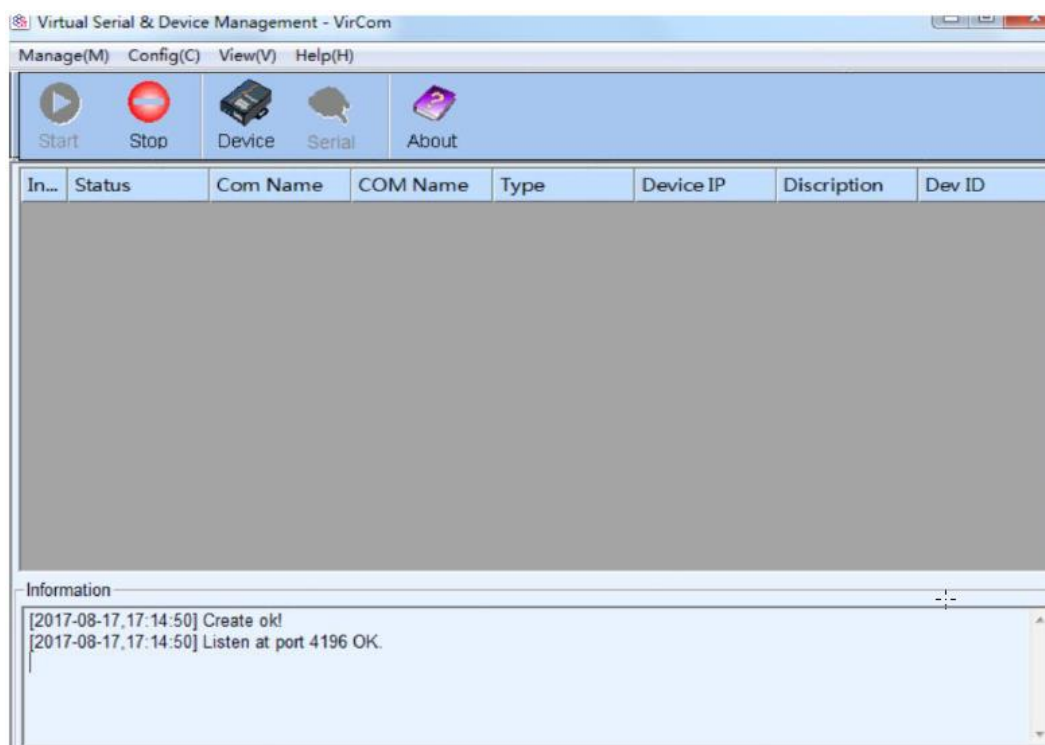 Virtual Serial & Device Management - VirCom
Manage(M) Config(C) View(V) Help(H)
Start Stop Device Serial About
In... Status Com Name COM Name Type Device IP Discription Dev ID
Information
[2017-08-17,17:14:50] Create ok!
[2017-08-17,17:14:50] Listen at port 4196 OK.